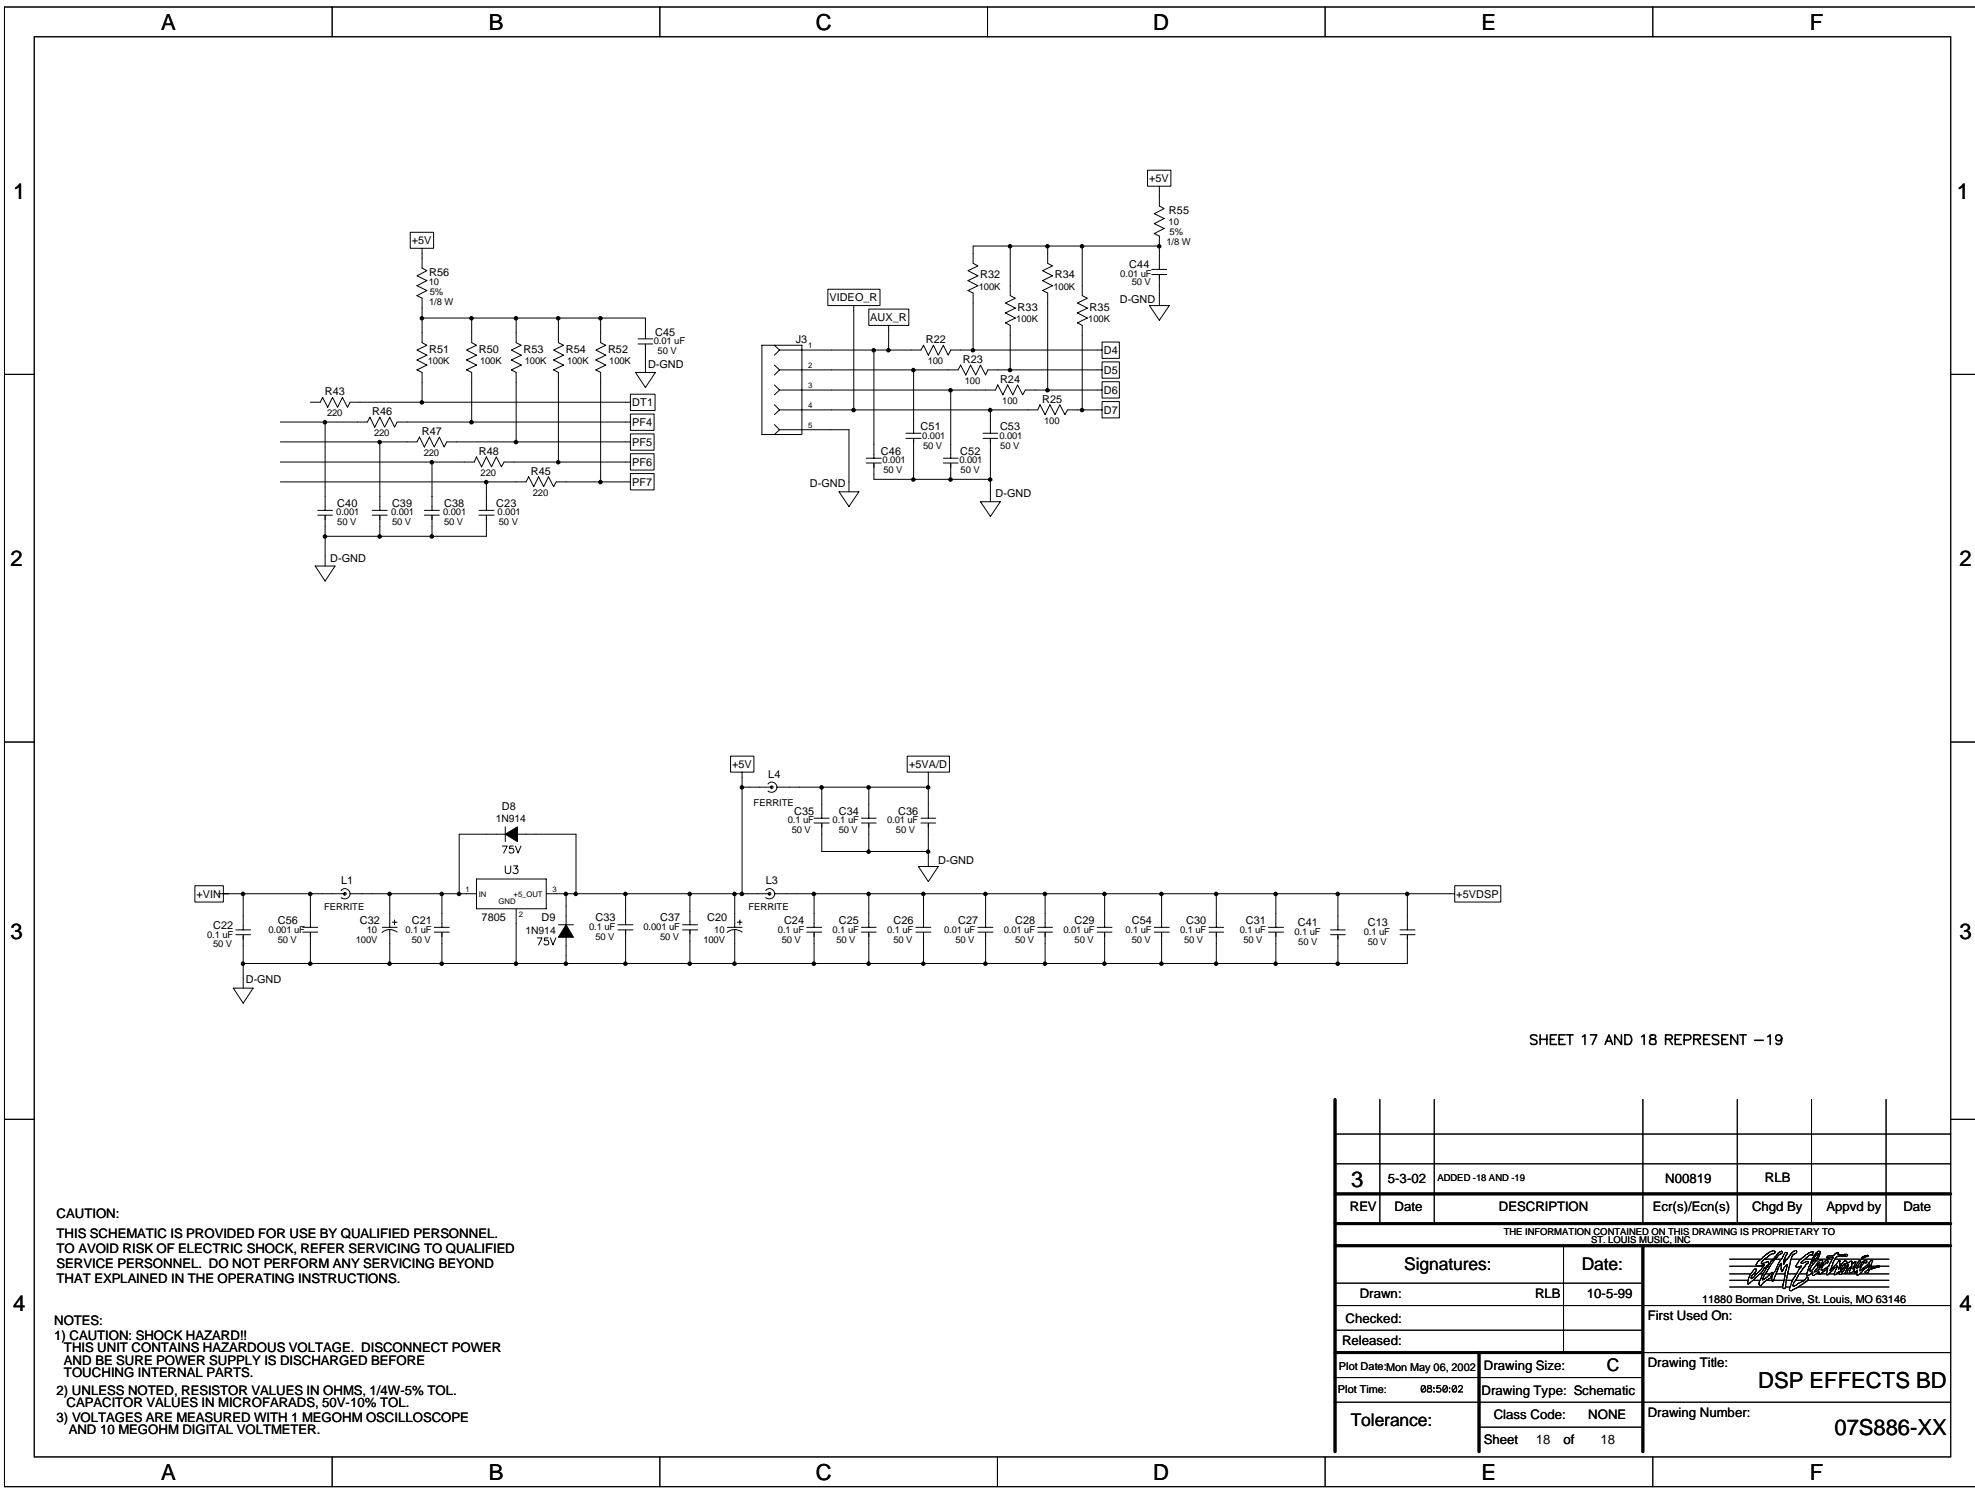 A B C D E F
1
1
+5V
R55
10
5%
1/8 W
C44
0.01 uF
50 V
D-GND
+5V
R56
10
5%
1/8 W
R51
100K
R50
100K
R53
100K
R54
100K
R52
100K
C45
0.01 uF
50 V
D-GND
R43
220
R46
220
R47
220
R48
220
R45
220
DT1
PF4
PF5
PF6
PF7
C40
0.001
50 V
C39
0.001
50 V
C38
0.001
50 V
C23
0.001
50 V
D-GND
VIDEO_R
AUX_R
J3
1
2
3
4
5
R32
100K
R33
100K
R34
100K
R35
100K
R22
100
R23
100
R24
100
R25
100
D4
D5
D6
D7
C46
0.001
50 V
C51
0.001
50 V
C52
0.001
50 V
C53
0.001
50 V
D-GND
D-GND
2
2
+5V
L4
FERRITE
+5VA/D
C35
0.1 uF
50 V
C34
0.1 uF
50 V
C36
0.01 uF
50 V
D-GND
D8
1N914
75V
U3
IN
+5_OUT
GND
1
3
2
7805
D9
1N914
75V
+VIN
L1
FERRITE
C22
0.1 uF
50 V
C56
0.001 uF
50 V
C32
10
100V
+
C21
0.1 uF
50 V
C33
0.1 uF
50 V
C37
0.001 uF
50 V
C20
10
100V
+
L3
FERRITE
C24
0.1 uF
50 V
C25
0.1 uF
50 V
C26
0.1 uF
50 V
C27
0.01 uF
50 V
C28
0.01 uF
50 V
C29
0.01 uF
50 V
C54
0.1 uF
50 V
C30
0.1 uF
50 V
C31
0.1 uF
50 V
C41
0.1 uF
50 V
C13
0.1 uF
50 V
+5VDSP
D-GND
3
3
SHEET 17 AND 18 REPRESENT -19
CAUTION:
THIS SCHEMATIC IS PROVIDED FOR USE BY QUALIFIED PERSONNEL.
TO AVOID RISK OF ELECTRIC SHOCK, REFER SERVICING TO QUALIFIED
SERVICE PERSONNEL. DO NOT PERFORM ANY SERVICING BEYOND
THAT EXPLAINED IN THE OPERATING INSTRUCTIONS.
NOTES:
1) CAUTION: SHOCK HAZARD!!
THIS UNIT CONTAINS HAZARDOUS VOLTAGE. DISCONNECT POWER
AND BE SURE POWER SUPPLY IS DISCHARGED BEFORE
TOUCHING INTERNAL PARTS.
2) UNLESS NOTED, RESISTOR VALUES IN OHMS, 1/4W-5% TOL.
CAPACITOR VALUES IN MICROFARADS, 50V-10% TOL.
3) VOLTAGES ARE MEASURED WITH 1 MEGOHM OSCILLOSCOPE
AND 10 MEGOHM DIGITAL VOLTMETER.
4
4
3 5-3-02 ADDED -18 AND -19 N00819 RLB
REV Date DESCRIPTION Ecr(s)/Ecn(s) Chgd By Appvd by Date
THE INFORMATION CONTAINED ON THIS DRAWING IS PROPRIETARY TO
ST. LOUIS MUSIC, INC
Signatures: Date:
Drawn: RLB 10-5-99
Checked:
Released:
SLM Electronics
11880 Borman Drive, St. Louis, MO 63146
First Used On:
Plot Date:Mon May 06, 2002 Drawing Size: C
Plot Time: 08:50:02 Drawing Type: Schematic
Tolerance: Class Code: NONE
Sheet 18 of 18
Drawing Title:
DSP EFFECTS BD
Drawing Number:
07S886-XX
A B C D E F